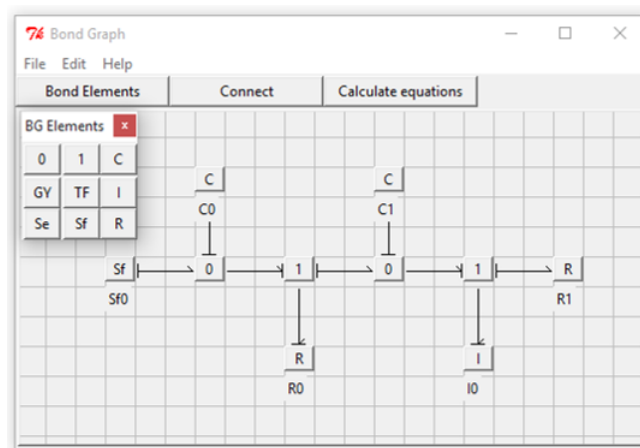 Bond Graph
File Edit Help
Bond Elements Connect Calculate equations
BG Elements x
0 1 C
GY TF I
Se Sf R
C C
C0 C1
Sf 0 1 0 1 R
Sf0 R1
R I
R0 I0